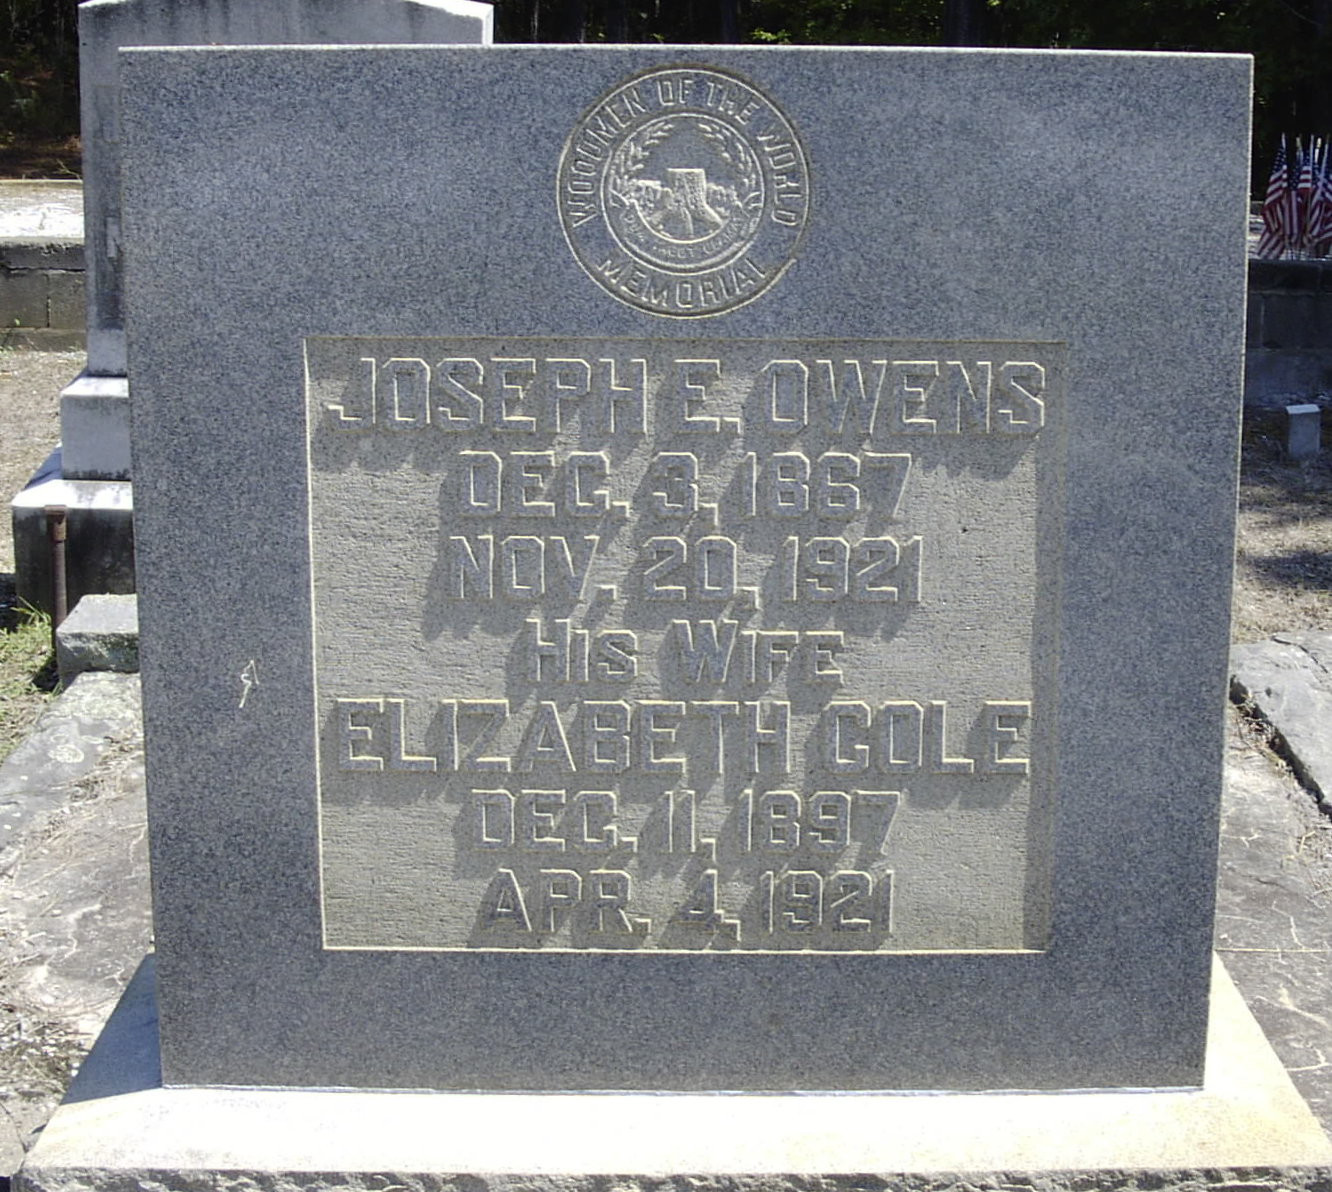 WOODMEN OF THE WORLD
MEMORIAL
JOSEPH E. OWENS
DEC. 3, 1867
NOV. 20, 1921
HIS WIFE
ELIZABETH COLE
DEC. 11, 1897
APR. 4, 1921